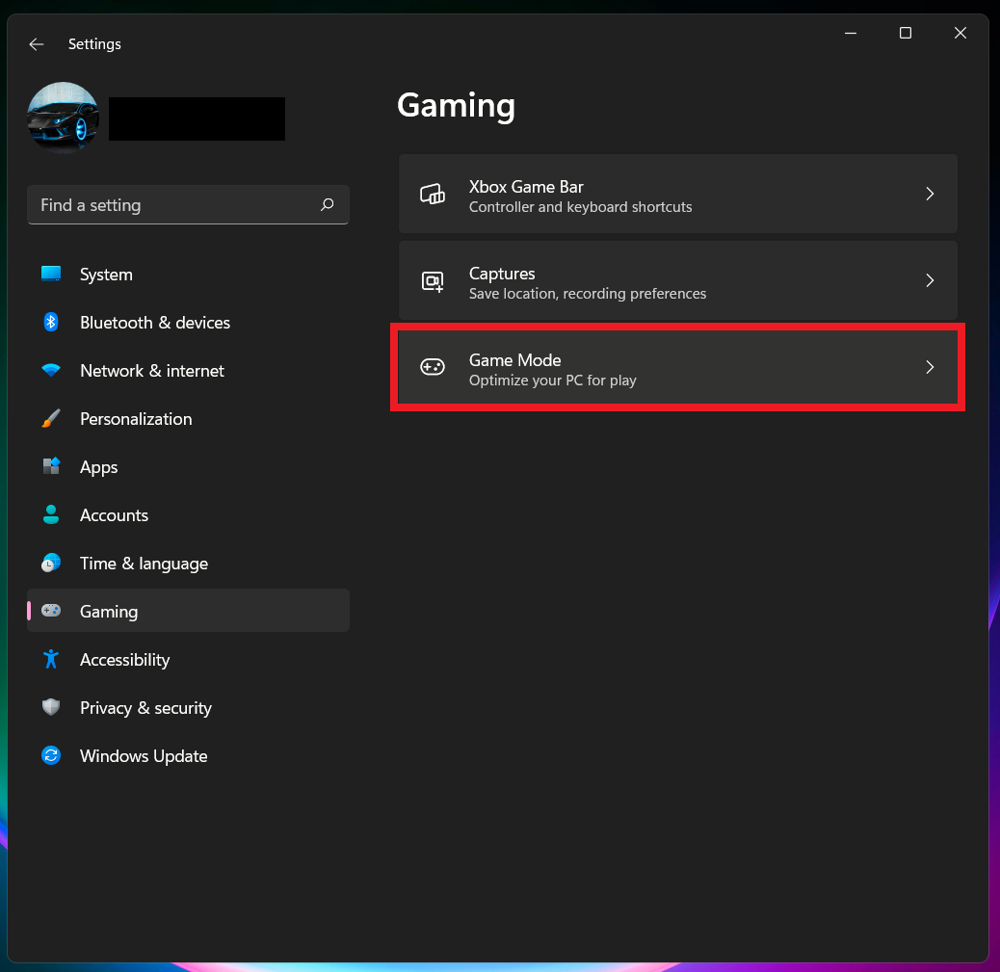 Settings
Find a setting
System
Bluetooth & devices
Network & internet
Personalization
Apps
Accounts
Time & language
Gaming
Accessibility
Privacy & security
Windows Update
Gaming
Xbox Game Bar
Controller and keyboard shortcuts
Captures
Save location, recording preferences
Game Mode
Optimize your PC for play